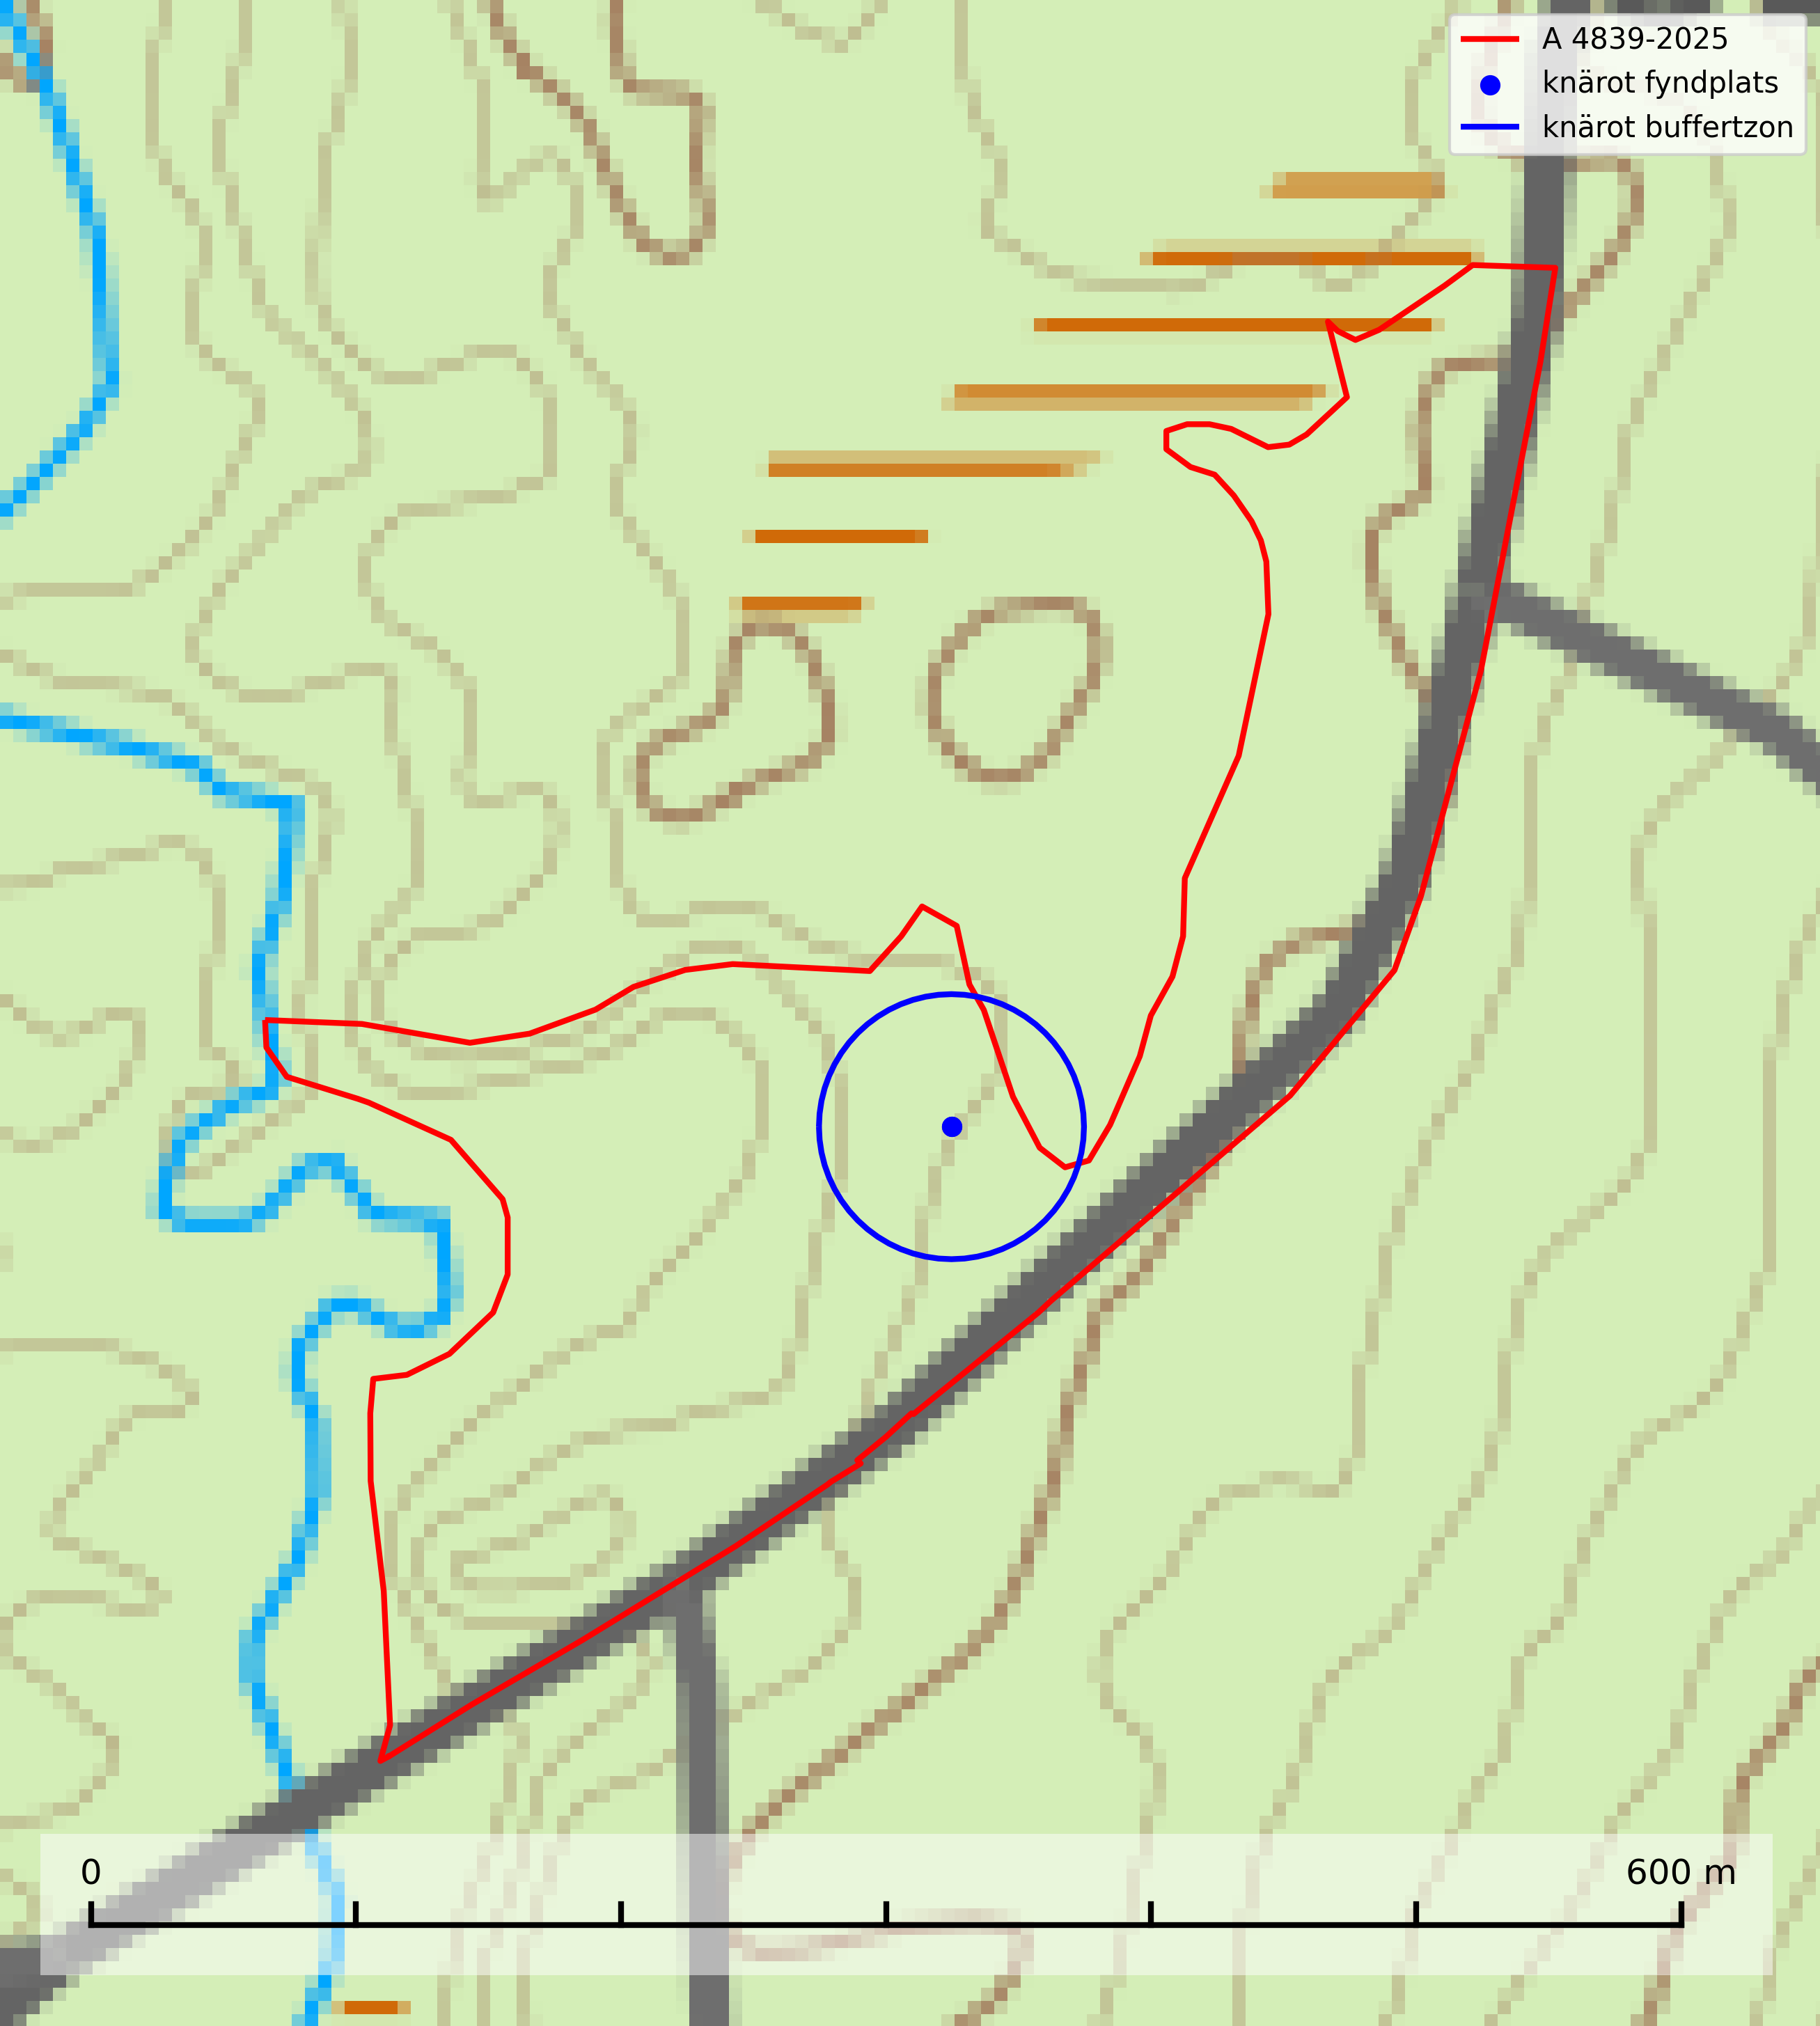 A 4839-2025
knärot fyndplats
knärot buffertzon
0 600 m